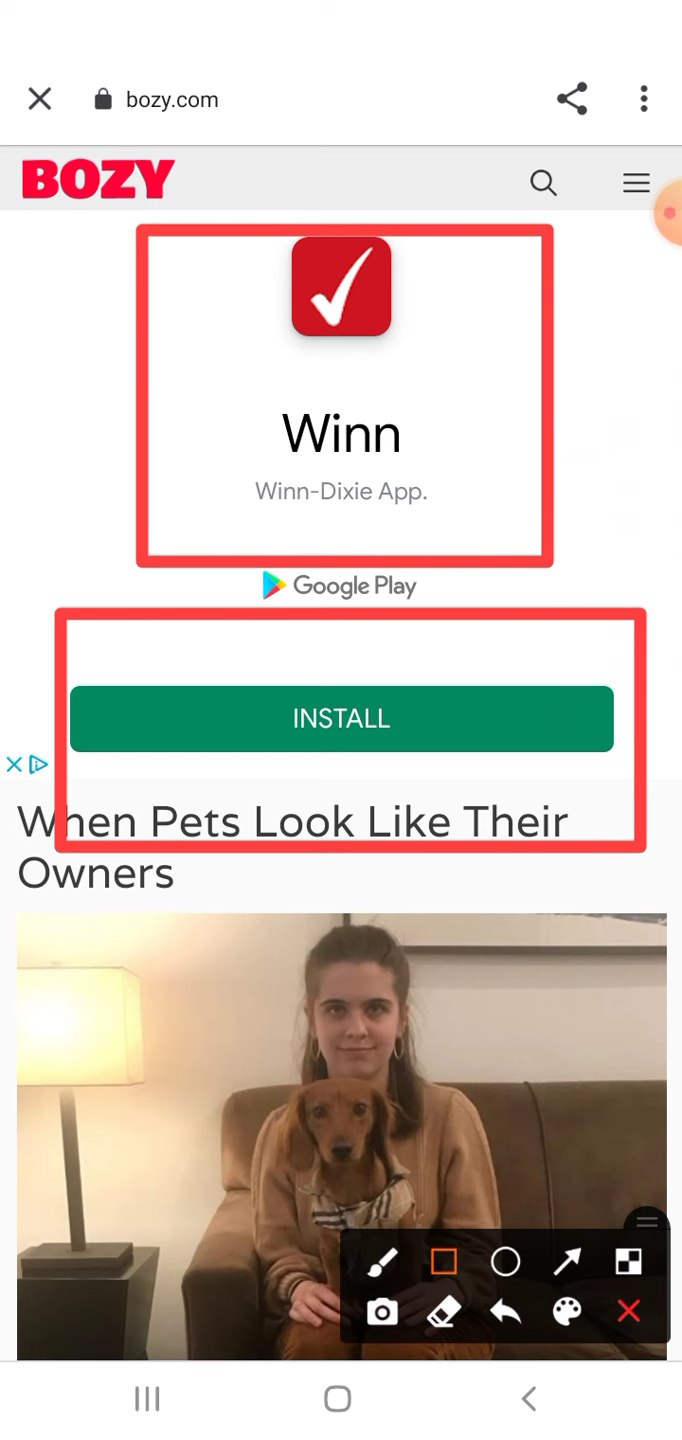 bozy.com
BOZY
Winn
Winn-Dixie App.
Google Play
INSTALL
When Pets Look Like Their
Owners